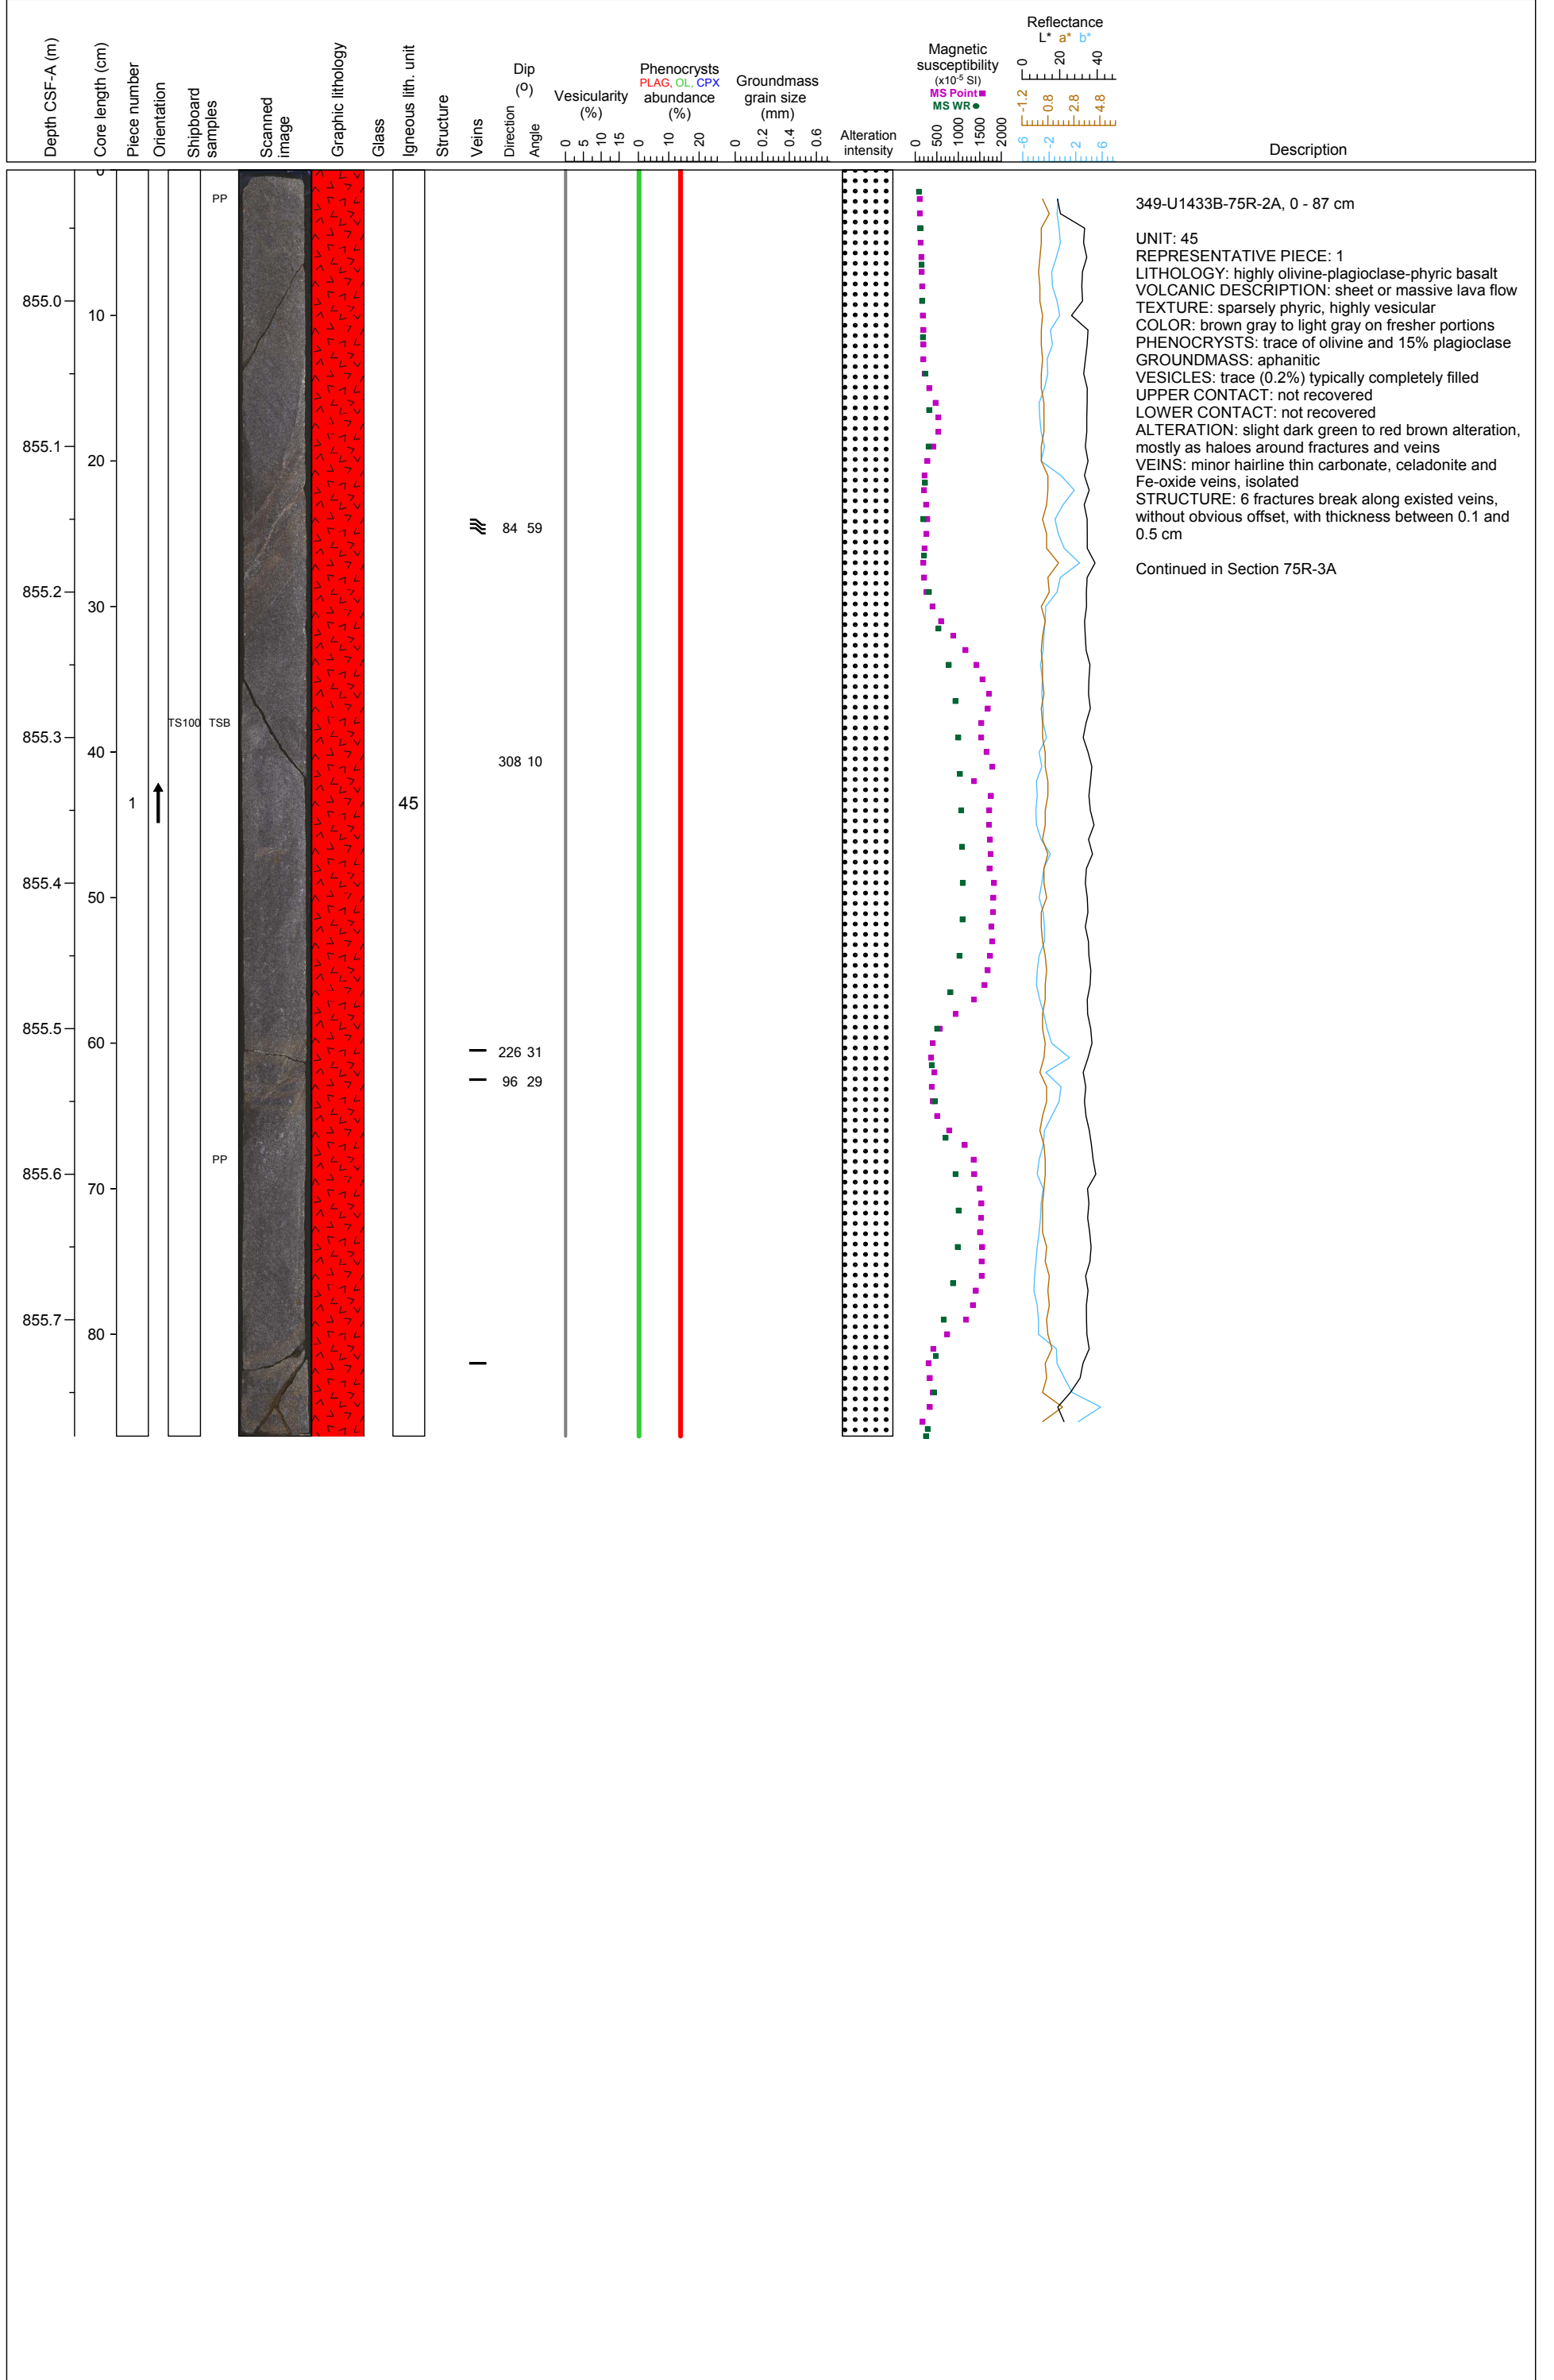 Depth CSF-A (m)
Core length (cm)
Piece number
Orientation
Shipboard
samples
Scanned
image
Graphic lithology
Glass
Igneous lith. unit
Structure
Veins
Dip
(o)
Direction
Angle
Vesicularity
(%)
0 5 10 15
Phenocrysts
PLAG, OL, CPX
abundance
(%)
0 10 20
Groundmass
grain size
(mm)
0 0.2 0.4 0.6
Alteration
intensity
Magnetic
susceptibility
(x10-5 SI)
MS Point
MS WR
0 500 1000 1500 2000
Reflectance
L* a* b*
0 20 40
-1.2 0.8 2.8 4.8
-6 -2 2 6
Description
0
10
20
30
40
50
60
70
80
855.0
855.1
855.2
855.3
855.4
855.5
855.6
855.7
PP
TS100 TSB
PP
1
45
84 59
308 10
226 31
96 29
349-U1433B-75R-2A, 0 - 87 cm
UNIT: 45
REPRESENTATIVE PIECE: 1
LITHOLOGY: highly olivine-plagioclase-phyric basalt
VOLCANIC DESCRIPTION: sheet or massive lava flow
TEXTURE: sparsely phyric, highly vesicular
COLOR: brown gray to light gray on fresher portions
PHENOCRYSTS: trace of olivine and 15% plagioclase
GROUNDMASS: aphanitic
VESICLES: trace (0.2%) typically completely filled
UPPER CONTACT: not recovered
LOWER CONTACT: not recovered
ALTERATION: slight dark green to red brown alteration,
mostly as haloes around fractures and veins
VEINS: minor hairline thin carbonate, celadonite and
Fe-oxide veins, isolated
STRUCTURE: 6 fractures break along existed veins,
without obvious offset, with thickness between 0.1 and
0.5 cm
Continued in Section 75R-3A